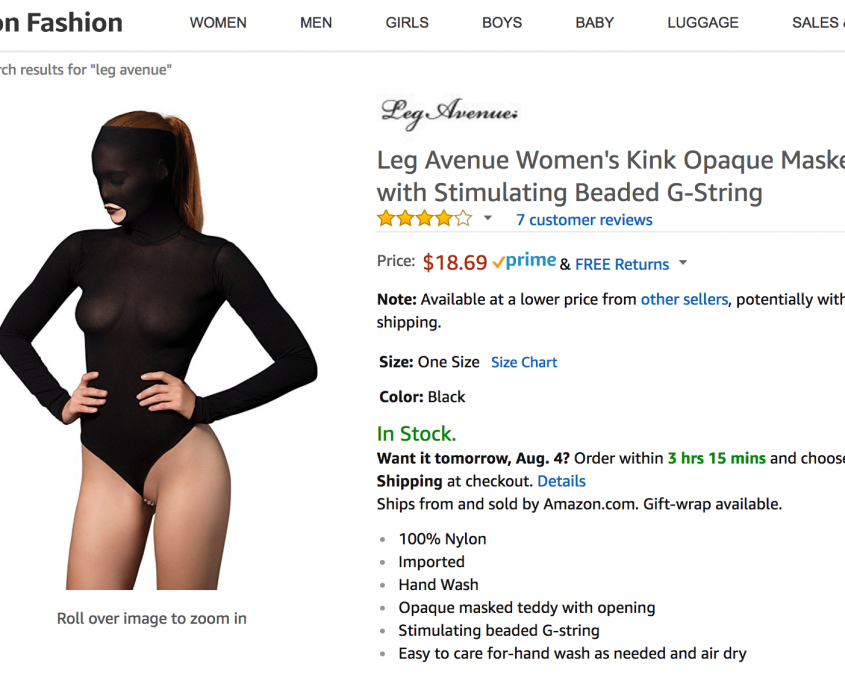 on Fashion
WOMEN MEN GIRLS BOYS BABY LUGGAGE SALES &
rch results for "leg avenue"
Leg Avenue
Leg Avenue Women's Kink Opaque Maske
with Stimulating Beaded G-String
7 customer reviews
Price: $18.69 prime & FREE Returns
Note: Available at a lower price from other sellers, potentially with
shipping.
Size: One Size Size Chart
Color: Black
In Stock.
Want it tomorrow, Aug. 4? Order within 3 hrs 15 mins and choose
Shipping at checkout. Details
Ships from and sold by Amazon.com. Gift-wrap available.
100% Nylon
Imported
Hand Wash
Opaque masked teddy with opening
Stimulating beaded G-string
Easy to care for-hand wash as needed and air dry
Roll over image to zoom in